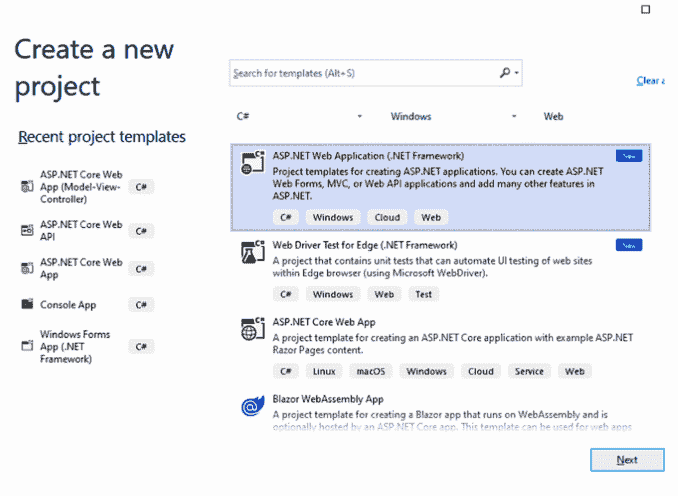 Create a new
project
Recent project templates
ASP.NET Core Web
App (Model-View-
Controller)
C#
ASP.NET Core Web
API
C#
ASP.NET Core Web
App
C#
Console App
C#
Windows Forms
App (.NET
Framework)
C#
Search for templates (Alt+S)
Clear a
C# Windows Web
ASP.NET Web Application (.NET Framework) New
Project templates for creating ASP.NET applications. You can create ASP.NET
Web Forms, MVC, or Web API applications and add many other features in
ASP.NET.
C# Windows Cloud Web
Web Driver Test for Edge (.NET Framework) New
A project that contains unit tests that can automate UI testing of web sites
within Edge browser (using Microsoft WebDriver).
C# Windows Web Test
ASP.NET Core Web App
A project template for creating an ASP.NET Core application with example ASP.NET
Razor Pages content.
C# Linux macOS Windows Cloud Service Web
Blazor WebAssembly App
A project template for creating a Blazor app that runs on WebAssembly and is
optionally hosted by an ASP.NET Core app. This template can be used for web apps
Next